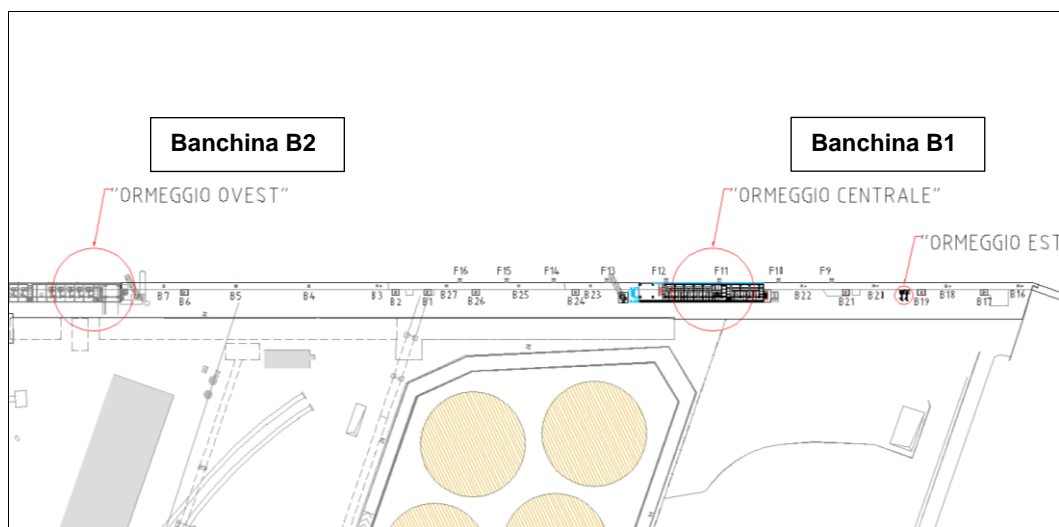 Banchina B2
Banchina B1
"ORMEGGIO OVEST"
"ORMEGGIO CENTRALE"
"ORMEGGIO EST
F16 F15 F14 F13 F12 F11 F10 F9
B7 B6 B5 B4 B3 B2 B1 B27 B26 B25 B24 B23 B22 B21 B21 B19 B18 B17 B16